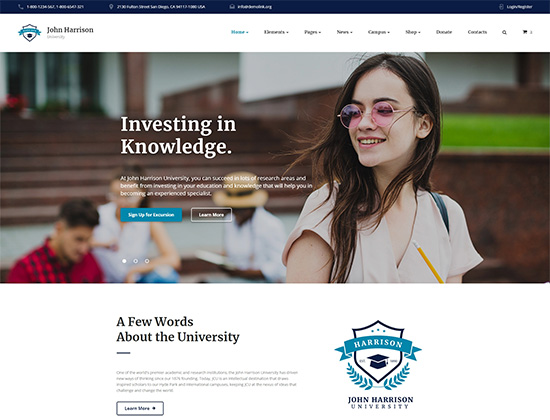 1-800-1234-567, 1-800-6547-321
2130 Fulton Street San Diego, CA 94117-1080 USA
info@demolink.org
Login/Register
John Harrison
University
Home
Elements
Pages
News
Campus
Shop
Donate
Contacts
0
Investing in
Knowledge.
At John Harrison University, you can succeed in lots of research areas and
benefit from investing in your education and knowledge that will help you in
becoming an experienced specialist.
Sign Up for Excursion
Learn More
A Few Words
About the University
One of the world's premier academic and research institutions, the John Harrison University has driven
new ways of thinking since our 1876 founding. Today, JCU is an intellectual destination that draws
inspired scholars to our Hyde Park and international campuses, keeping JCU at the nexus of ideas that
challenge and change the world.
Learn More
HARRISON
JOHN HARRISON
UNIVERSITY